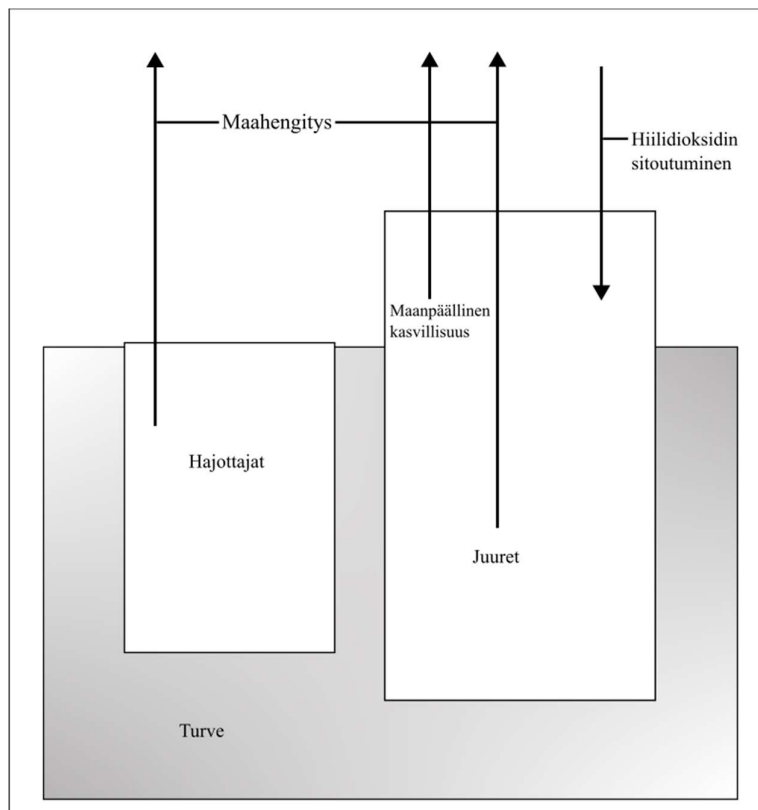 Maahengitys
Hiilidioksidin
sitoutuminen
Maanpäällinen
kasvillisuus
Hajottajat
Juuret
Turve